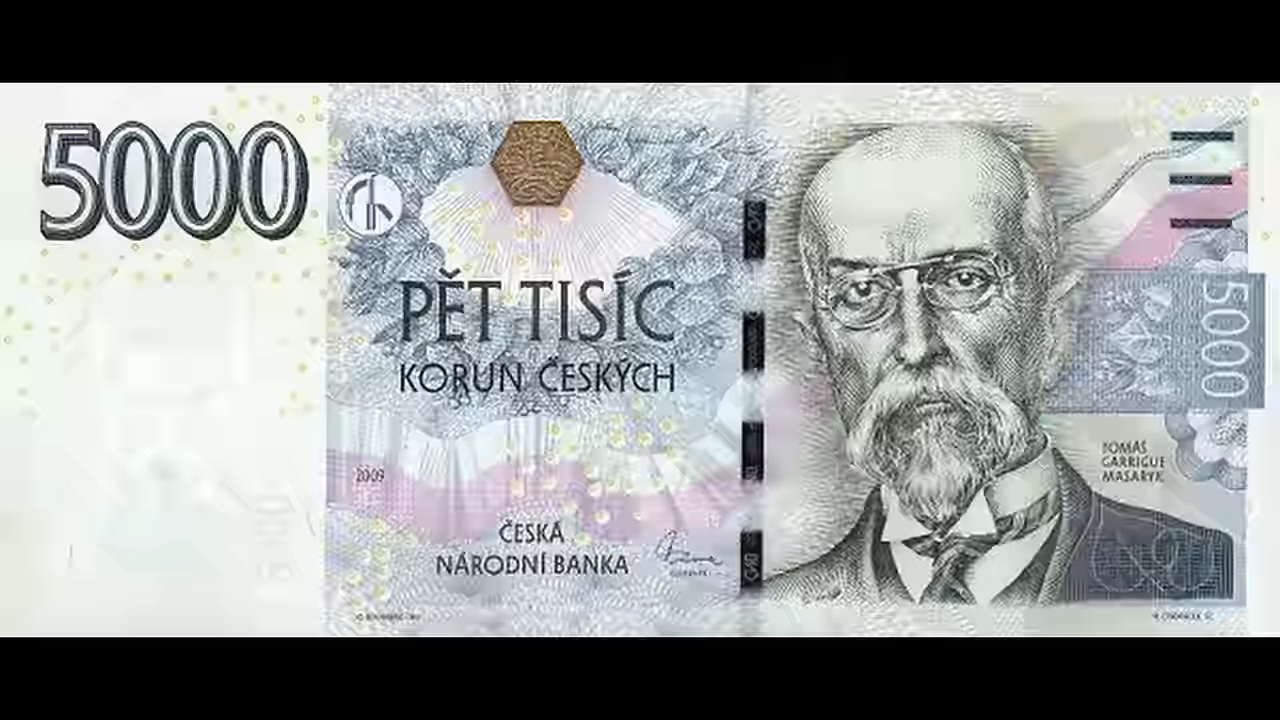 5000
PĚT TISÍC
KORUN ČESKÝCH
2009
ČESKÁ
NÁRODNÍ BANKA
5000
TOMÁŠ
GARRIGUE
MASARYK